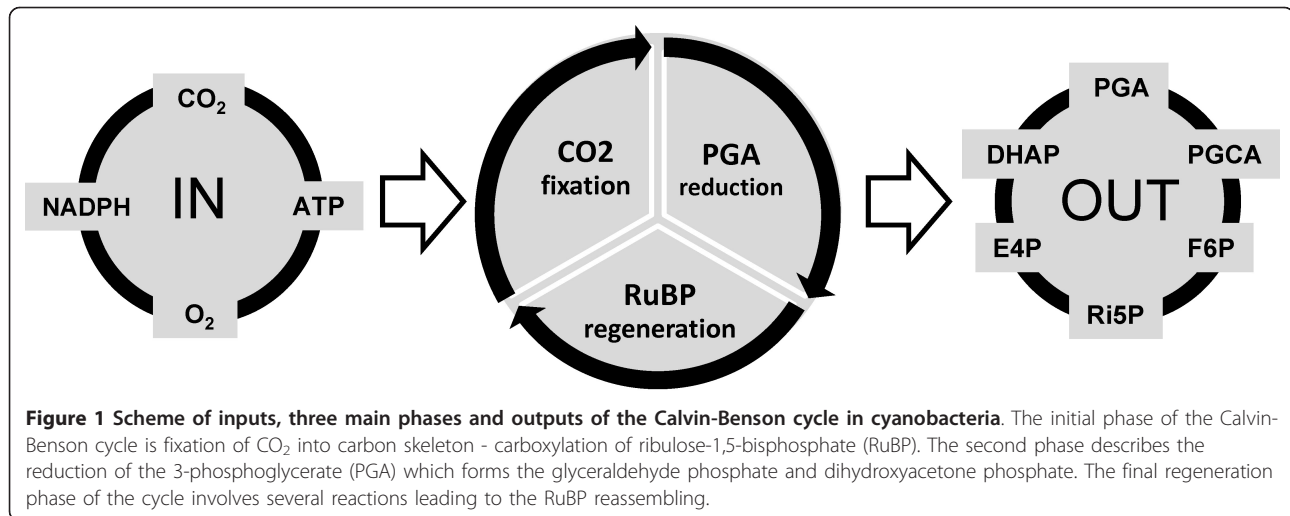 CO₂
NADPH
IN
ATP
O₂
CO2
fixation
PGA
reduction
RuBP
regeneration
PGA
DHAP
PGCA
OUT
E4P
F6P
Ri5P
Figure 1 Scheme of inputs, three main phases and outputs of the Calvin-Benson cycle in cyanobacteria. The initial phase of the Calvin-
Benson cycle is fixation of CO₂ into carbon skeleton - carboxylation of ribulose-1,5-bisphosphate (RuBP). The second phase describes the
reduction of the 3-phosphoglycerate (PGA) which forms the glyceraldehyde phosphate and dihydroxyacetone phosphate. The final regeneration
phase of the cycle involves several reactions leading to the RuBP reassembling.